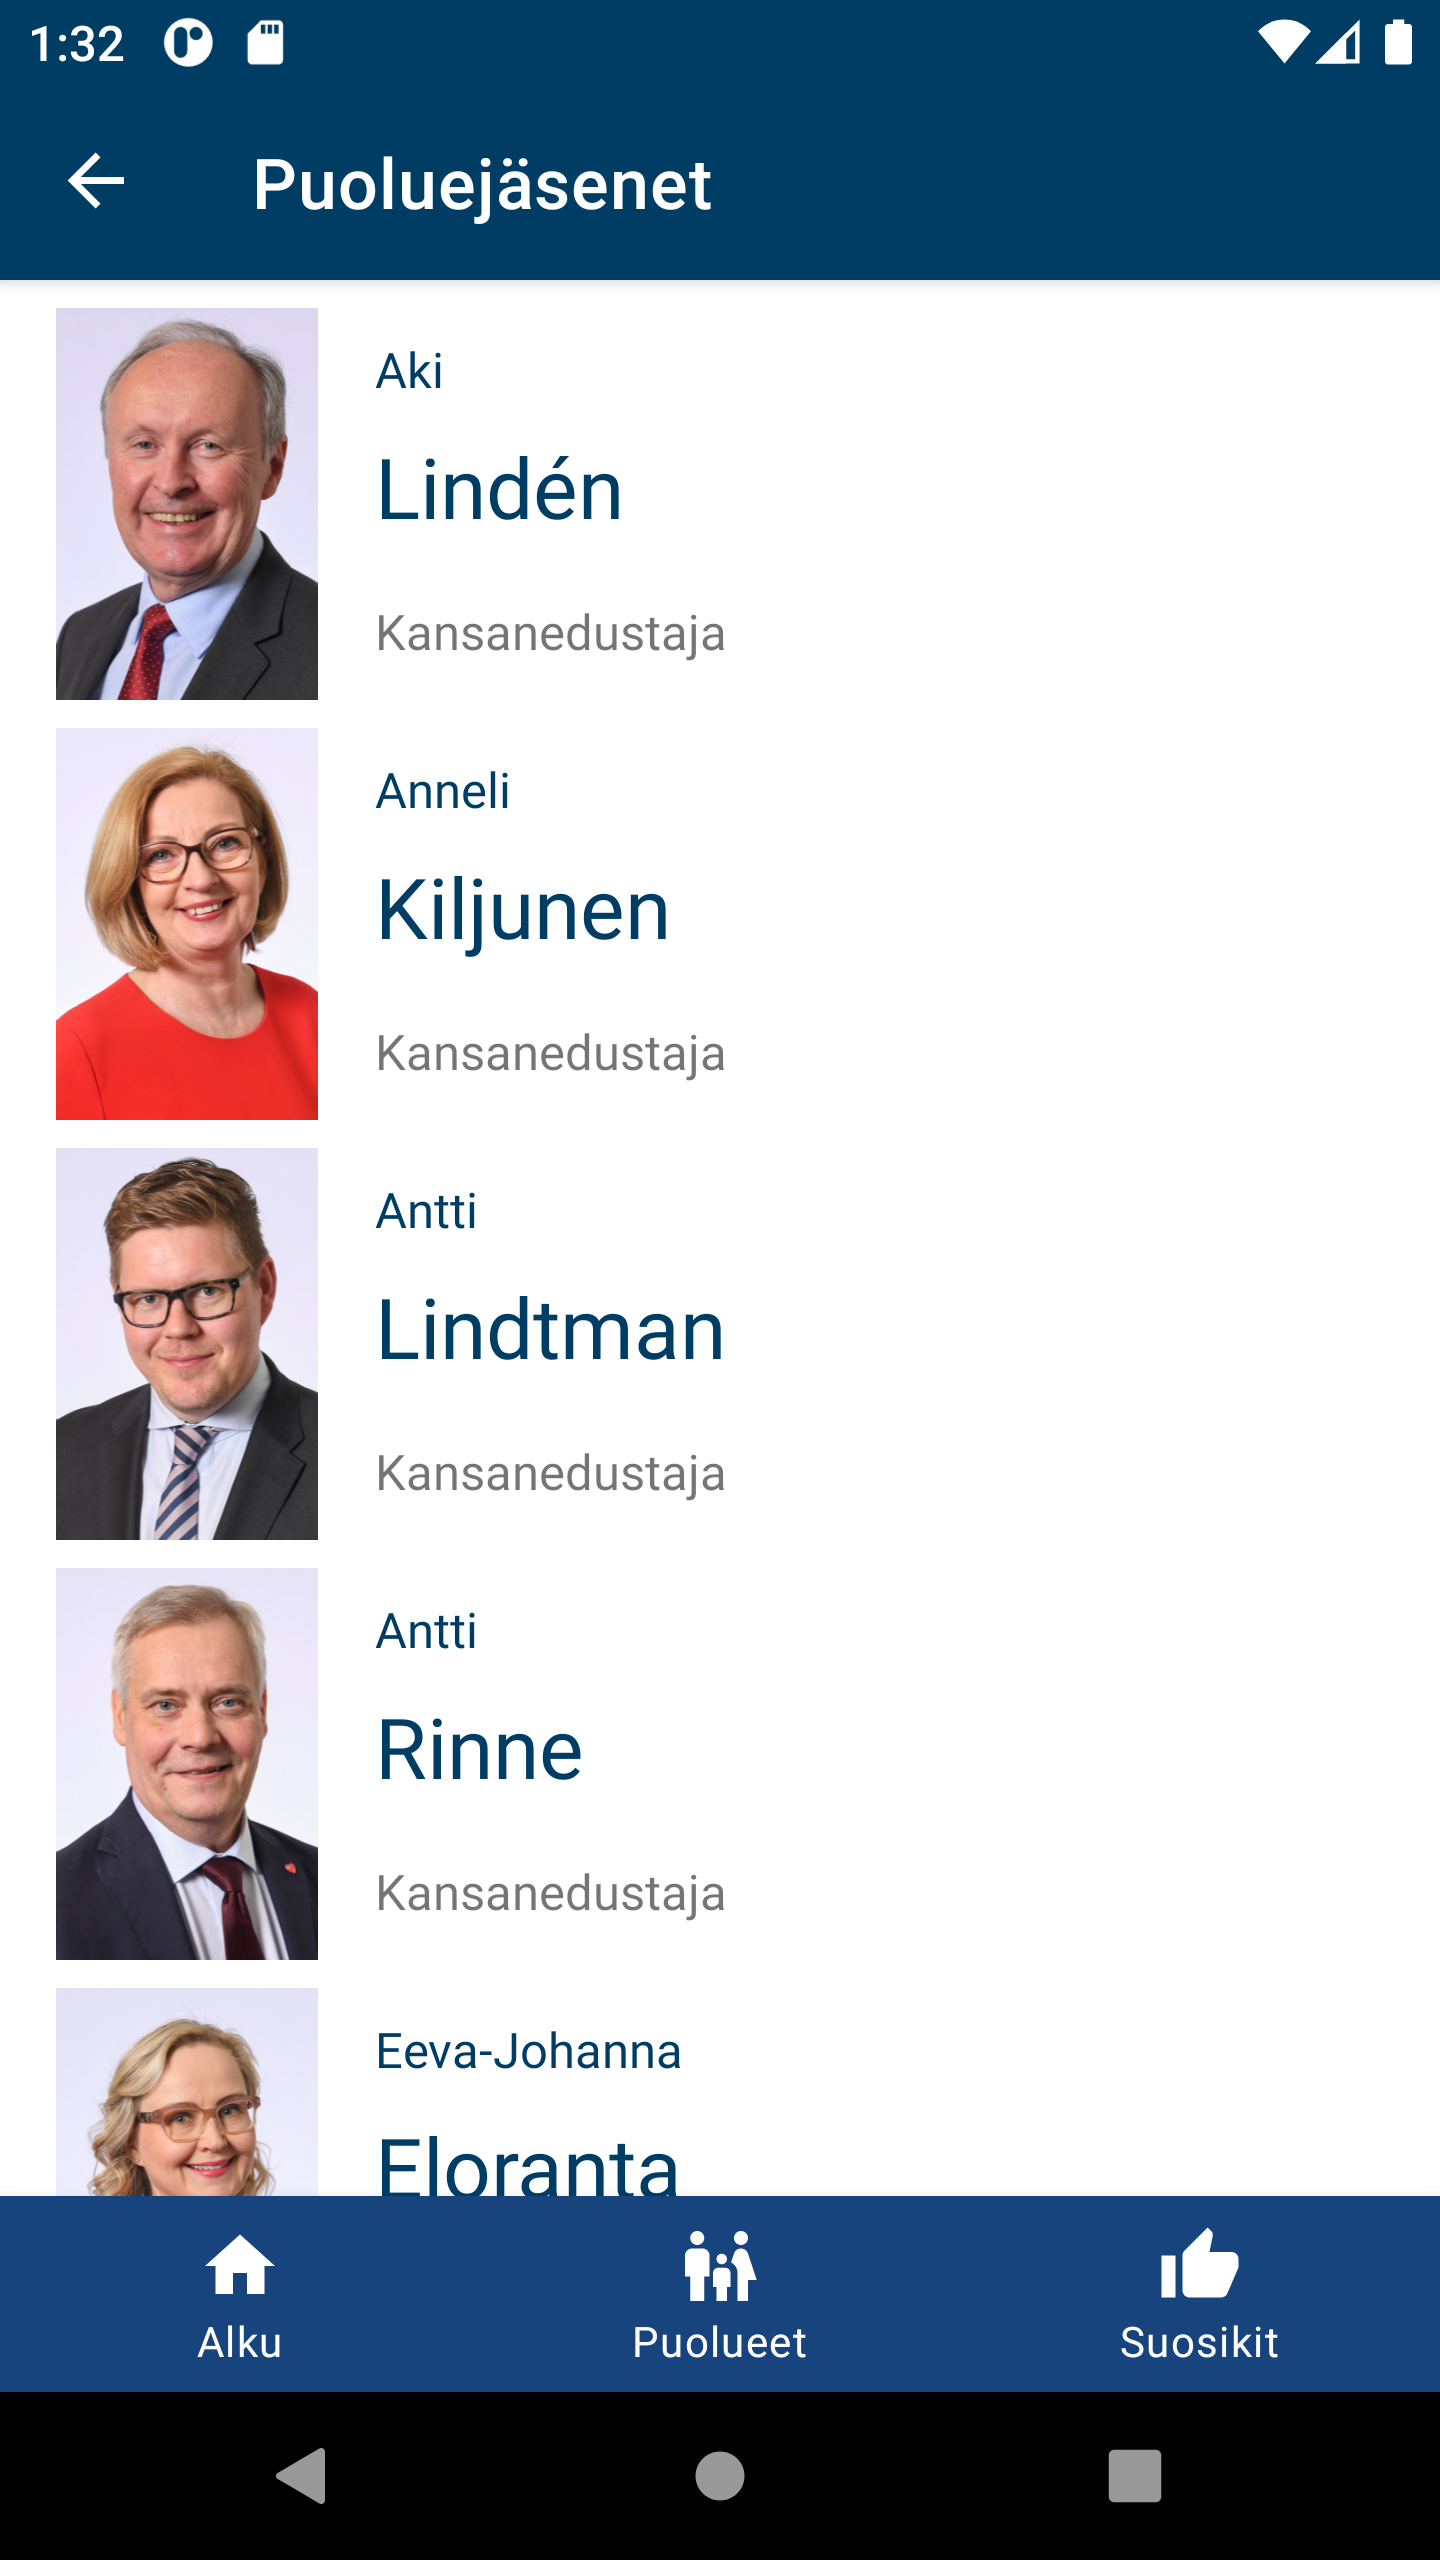 1:32
Puoluejäsenet
Aki
Lindén
Kansanedustaja
Anneli
Kiljunen
Kansanedustaja
Antti
Lindtman
Kansanedustaja
Antti
Rinne
Kansanedustaja
Eeva-Johanna
Eloranta
Alku
Puolueet
Suosikit